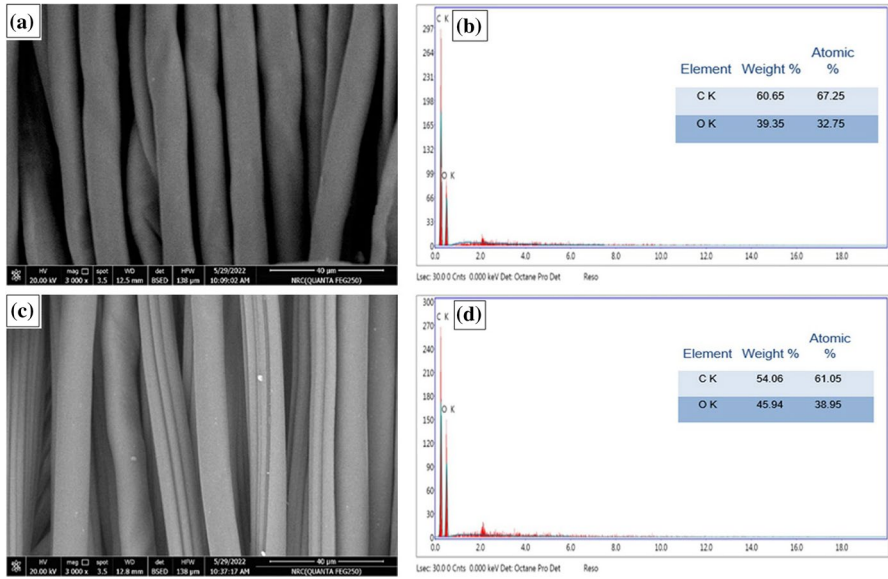 (a)
HV mag □ spot WD det HFW 5/29/2022 40 µm
20.00 kV 3 000 x 3.5 12.5 mm BSED 138 µm 10:09:02 AM NRC(QUANTA FEG250)
(b)
C K
297
264
231
198
165
132
99
66
33
0
O K
0.0 2.0 4.0 6.0 8.0 10.0 12.0 14.0 16.0 18.0
Lsec: 30.0 0 Cnts 0.000 keV Det: Octane Pro Det Reso
Atomic
Element Weight % %
C K 60.65 67.25
O K 39.35 32.75
(c)
HV mag □ spot WD det HFW 5/29/2022 40 µm
20.00 kV 3 000 x 3.5 12.8 mm BSED 138 µm 10:37:17 AM NRC(QUANTA FEG250)
(d)
300
C K
270
240
210
180
150
120
90
60
30
0
O K
0.0 2.0 4.0 6.0 8.0 10.0 12.0 14.0 16.0 18.0
Lsec: 30.0 0 Cnts 0.000 keV Det: Octane Pro Det Reso
Atomic
Element Weight % %
C K 54.06 61.05
O K 45.94 38.95